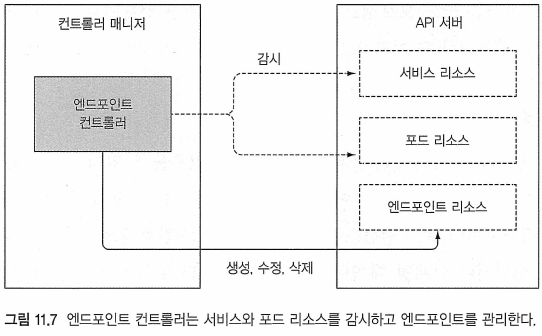 컨트롤러 매니저
API 서버
감시
서비스 리소스
엔드포인트
컨트롤러
포드 리소스
엔드포인트 리소스
생성, 수정, 삭제
그림 11.7 엔드포인트 컨트롤러는 서비스와 포드 리소스를 감시하고 엔드포인트를 관리한다.